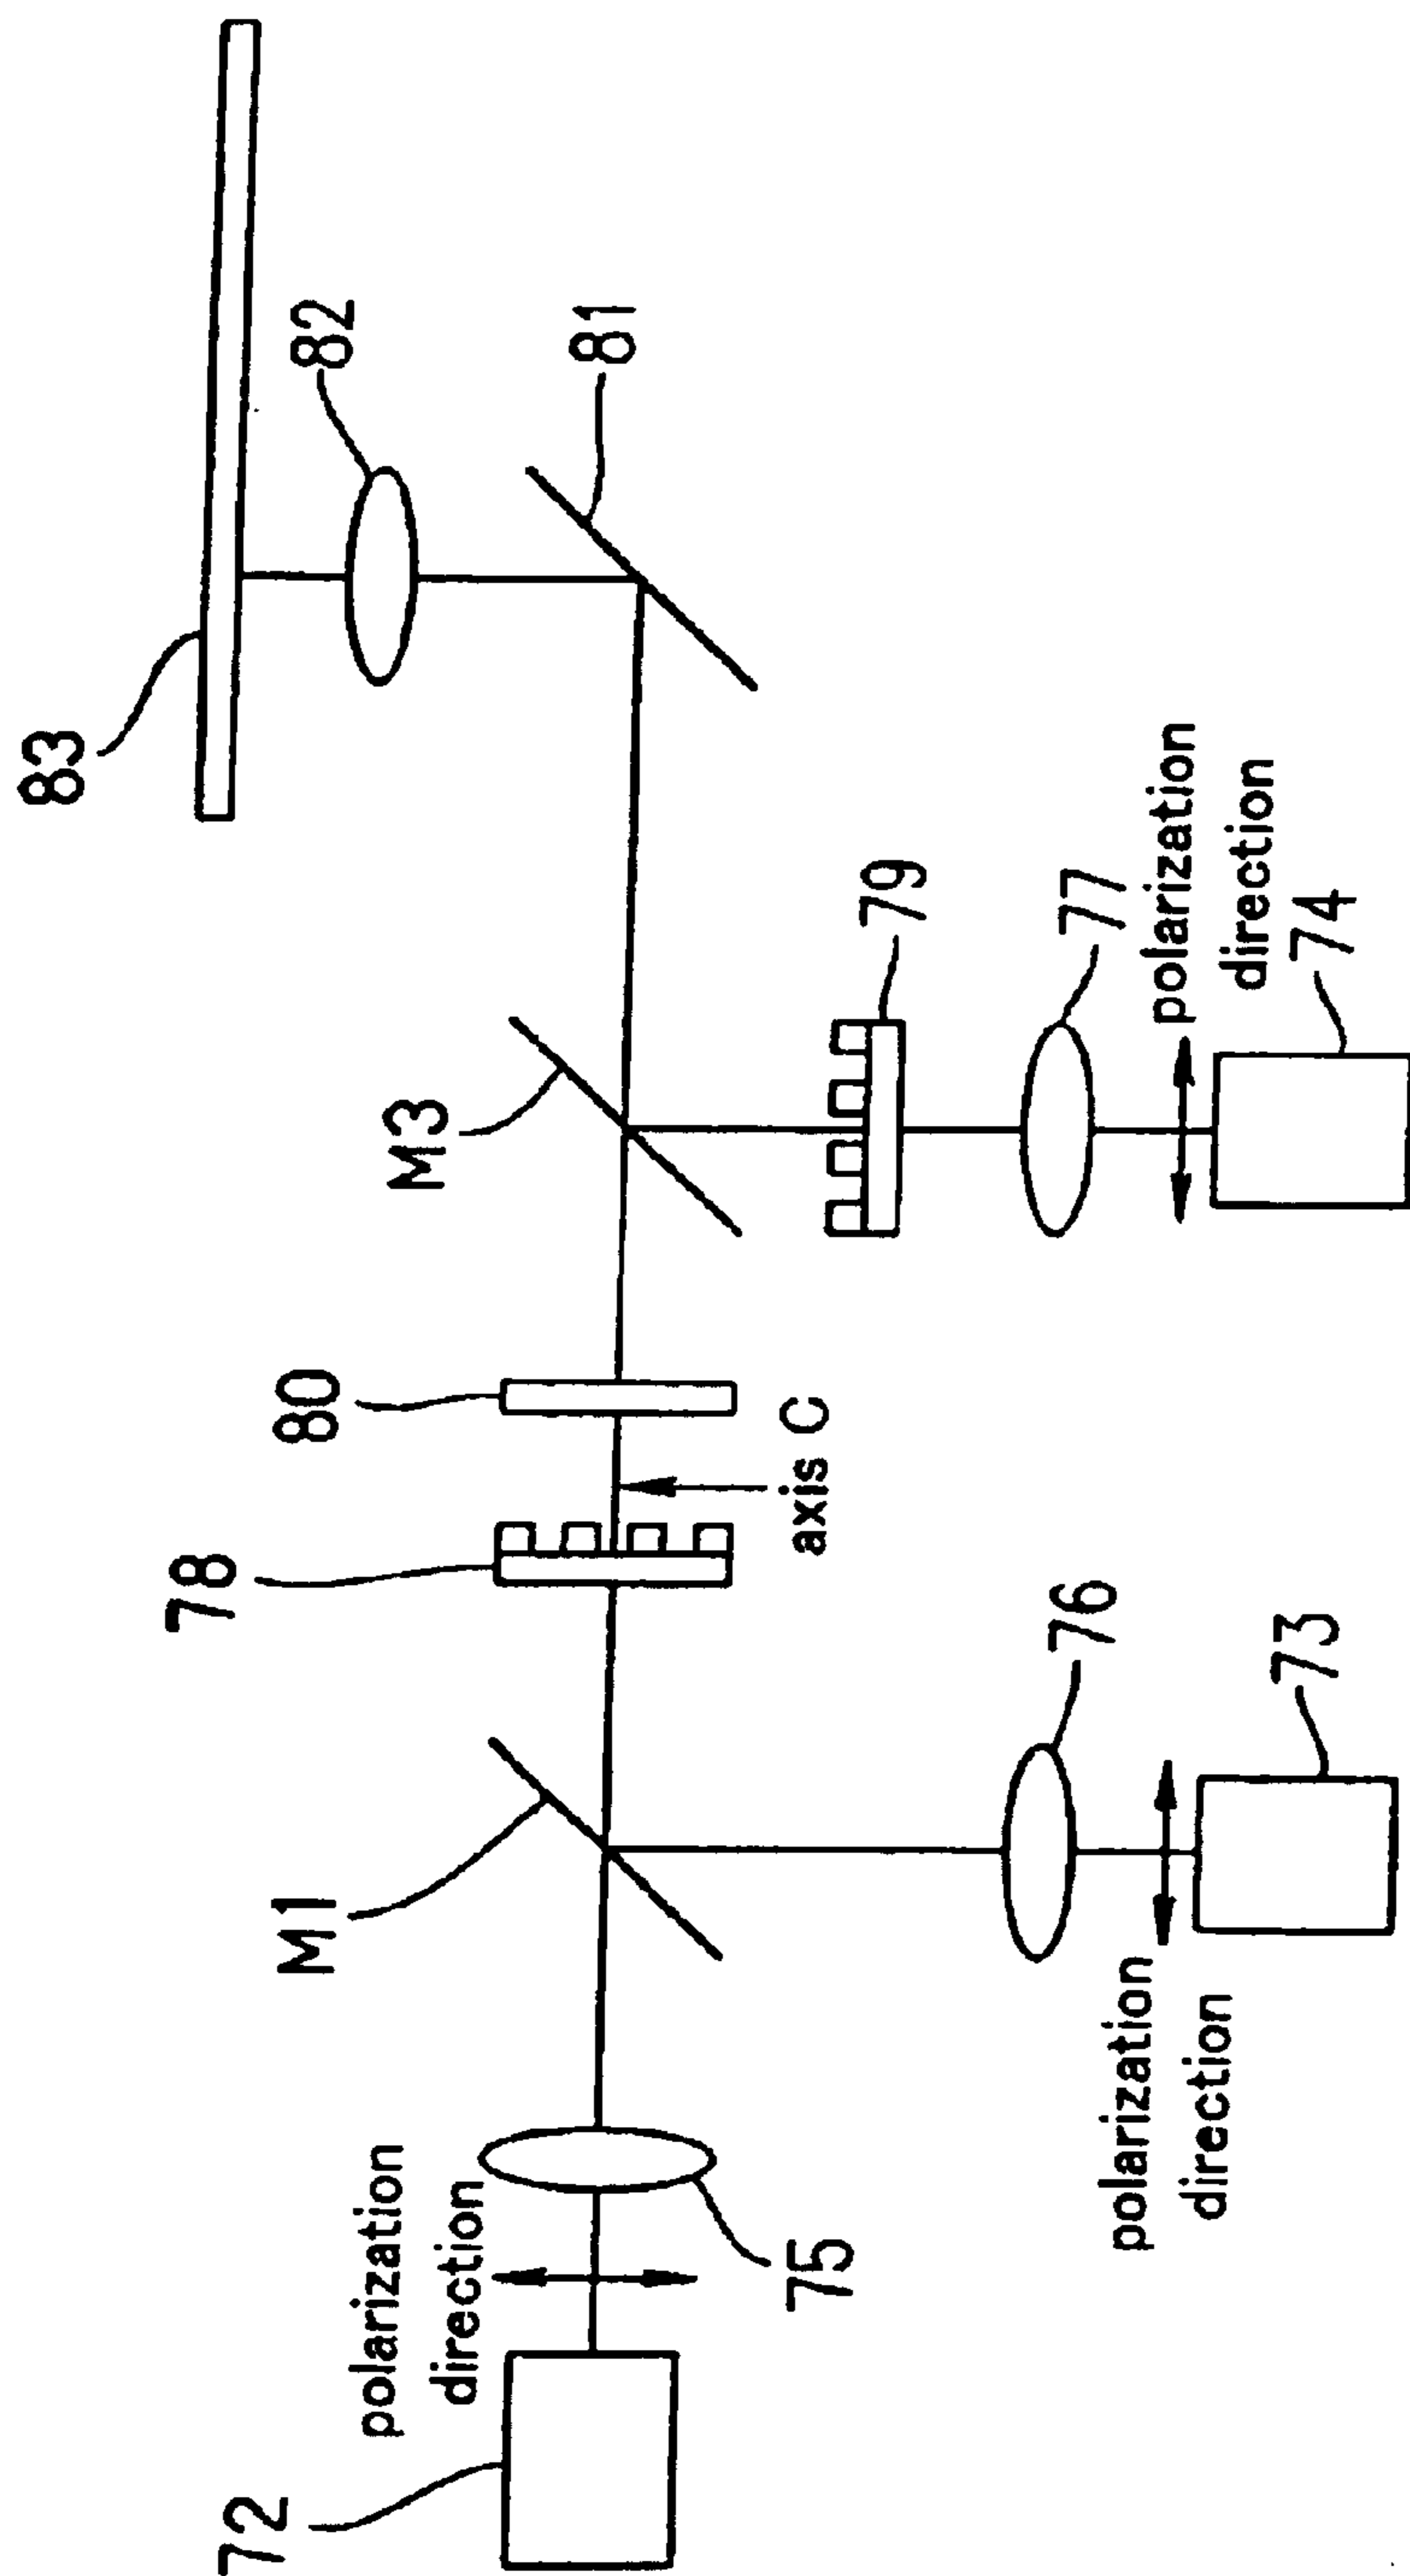 83
82
81
M3
79
77
polarization
direction
74
80
axis C
78
76
73
M1
polarization
direction
75
polarization
direction
72